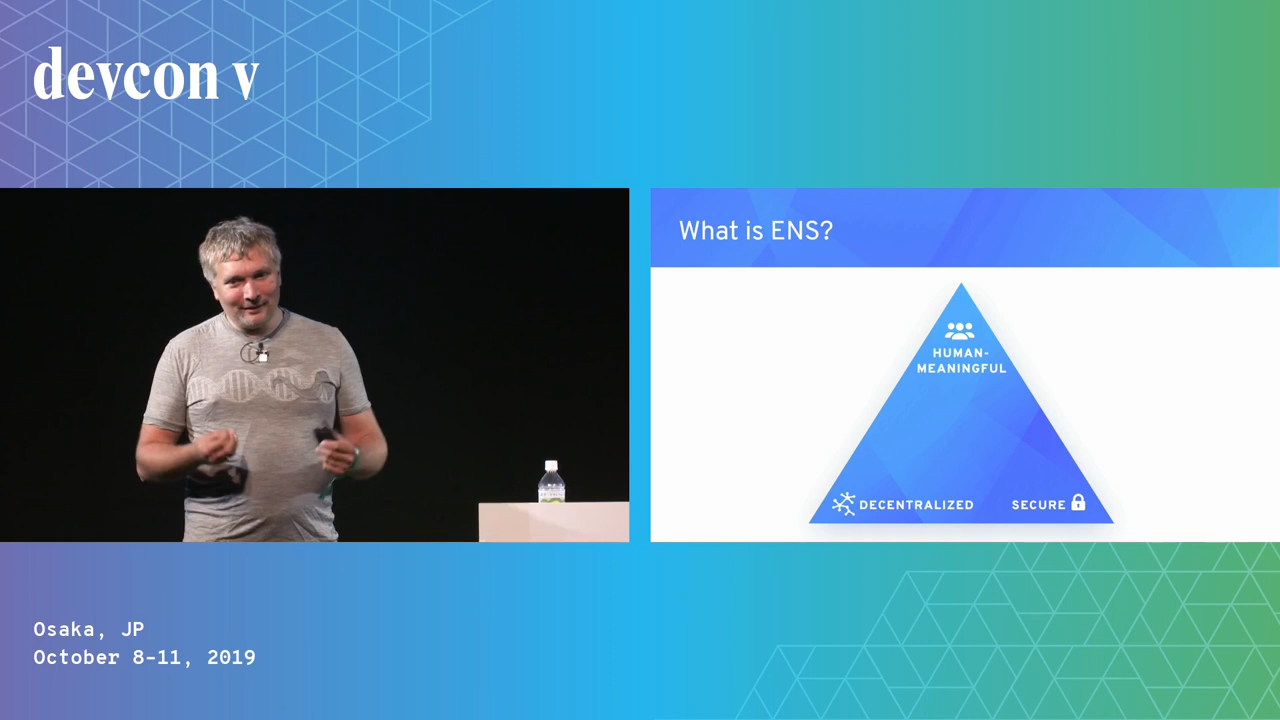 devcon v
What is ENS?
HUMAN-
MEANINGFUL
DECENTRALIZED
SECURE
Osaka, JP
October 8-11, 2019